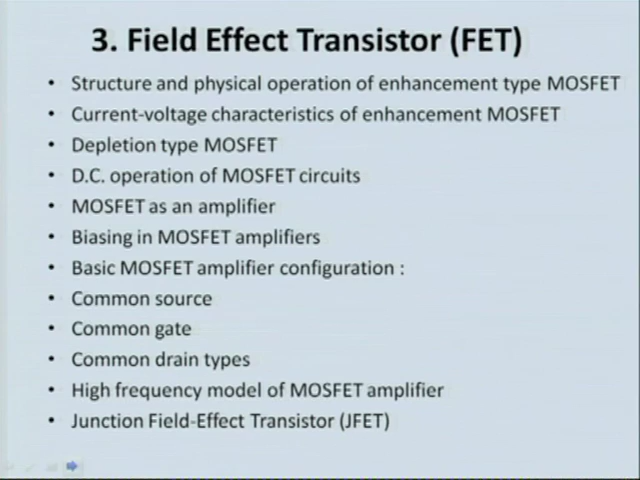 3. Field Effect Transistor (FET)
• Structure and physical operation of enhancement type MOSFET
• Current-voltage characteristics of enhancement MOSFET
• Depletion type MOSFET
• D.C. operation of MOSFET circuits
• MOSFET as an amplifier
• Biasing in MOSFET amplifiers
• Basic MOSFET amplifier configuration :
• Common source
• Common gate
• Common drain types
• High frequency model of MOSFET amplifier
• Junction Field-Effect Transistor (JFET)